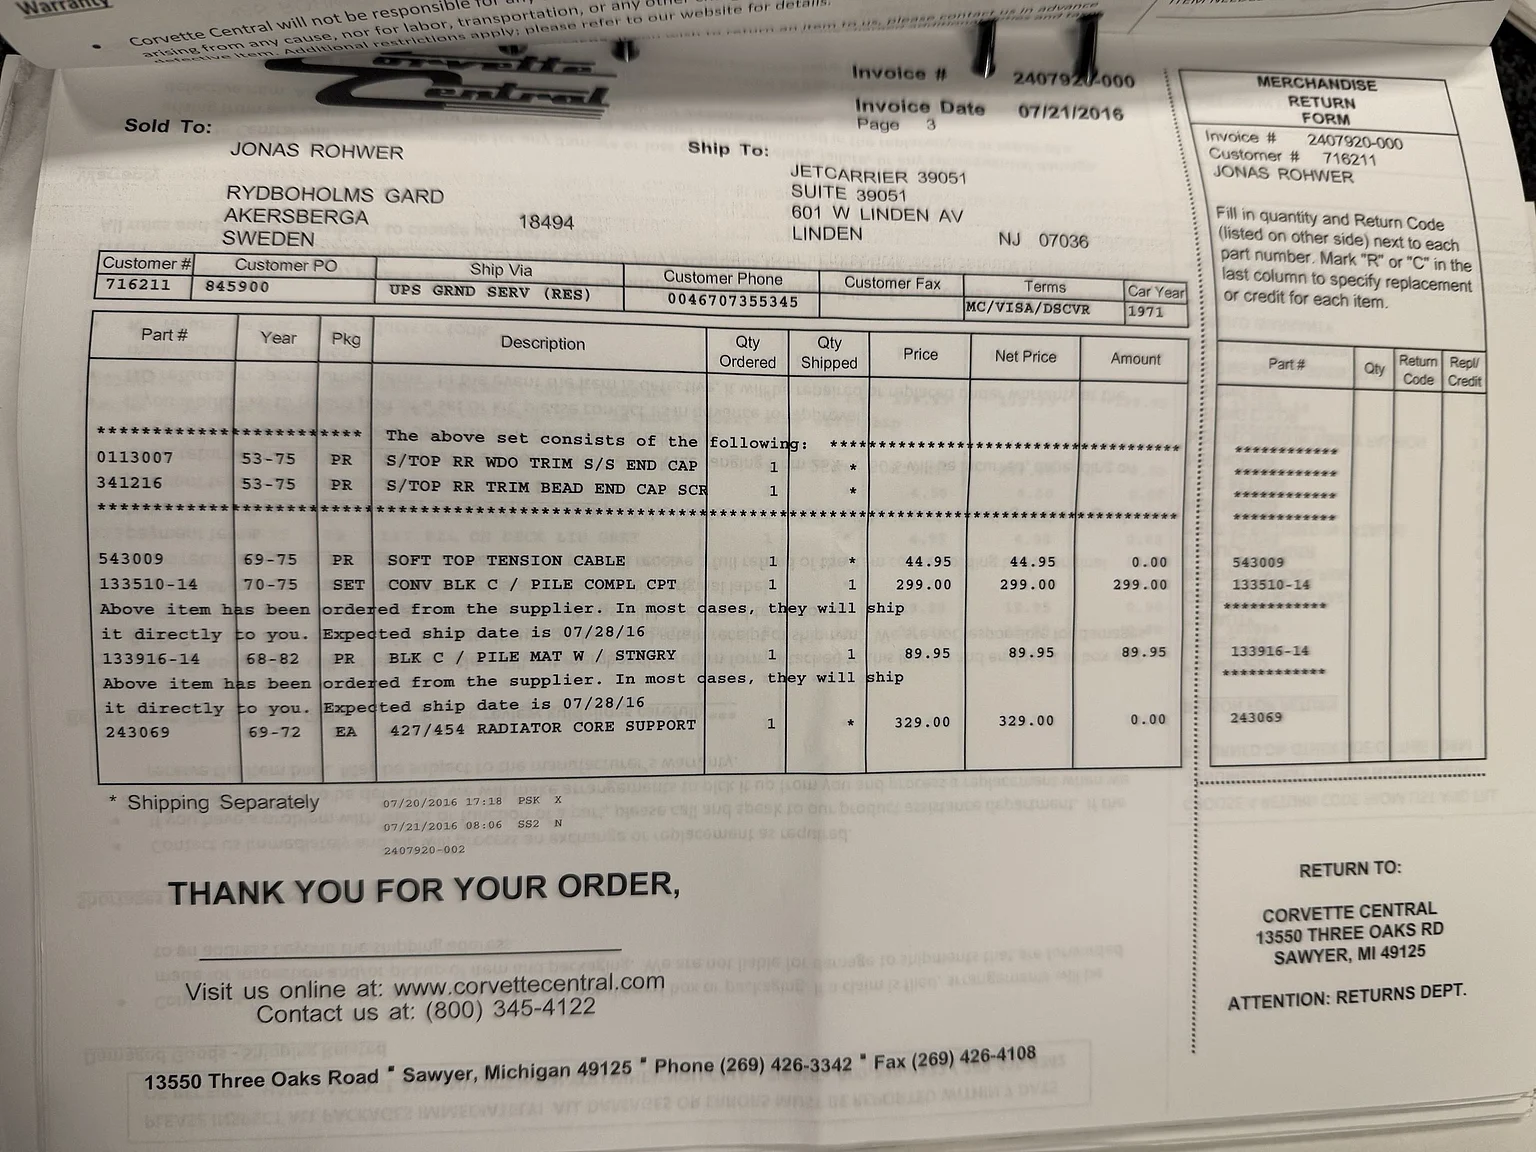 Warranty
Corvette Central will not be responsible for
nor for labor, transportation, or any
arising from any cause,
defective item. Additional restrictions apply; please refer to our website for details.
Corvette Central
Invoice # 2407920-000
Invoice Date 07/21/2016
Page 3
Sold To:
JONAS ROHWER
RYDBOHOLMS GARD
AKERSBERGA 18494
SWEDEN
Ship To:
JETCARRIER 39051
SUITE 39051
601 W LINDEN AV
LINDEN NJ 07036
Customer # Customer PO Ship Via Customer Phone Customer Fax Terms Car Year
716211 845900 UPS GRND SERV (RES) 0046707355345 MC/VISA/DSCVR 1971
Part # Year Pkg Description Qty Ordered Qty Shipped Price Net Price Amount
*********************** The above set consists of the following: *****************************
0113007 53-75 PR S/TOP RR WDO TRIM S/S END CAP 1 *
341216 53-75 PR S/TOP RR TRIM BEAD END CAP SCR 1 *
*******************************************************************************************
543009 69-75 PR SOFT TOP TENSION CABLE 1 * 44.95 44.95 0.00
133510-14 70-75 SET CONV BLK C / PILE COMPL CPT 1 1 299.00 299.00 299.00
Above item has been ordered from the supplier. In most cases, they will ship
it directly to you. Expected ship date is 07/28/16
133916-14 68-82 PR BLK C / PILE MAT W / STNGRY 1 1 89.95 89.95 89.95
Above item has been ordered from the supplier. In most cases, they will ship
it directly to you. Expected ship date is 07/28/16
243069 69-72 EA 427/454 RADIATOR CORE SUPPORT 1 * 329.00 329.00 0.00
* Shipping Separately
07/20/2016 17:18 PSK X
07/21/2016 08:06 SS2 N
2407920-002
THANK YOU FOR YOUR ORDER,
Visit us online at: www.corvettecentral.com
Contact us at: (800) 345-4122
13550 Three Oaks Road * Sawyer, Michigan 49125 * Phone (269) 426-3342 * Fax (269) 426-4108
MERCHANDISE
RETURN
FORM
Invoice # 2407920-000
Customer # 716211
JONAS ROHWER
Fill in quantity and Return Code
(listed on other side) next to each
part number. Mark "R" or "C" in the
last column to specify replacement
or credit for each item.
Part # Qty Return Code Repl/ Credit
************
************
************
************
543009
133510-14
************
133916-14
************
243069
RETURN TO:
CORVETTE CENTRAL
13550 THREE OAKS RD
SAWYER, MI 49125
ATTENTION: RETURNS DEPT.